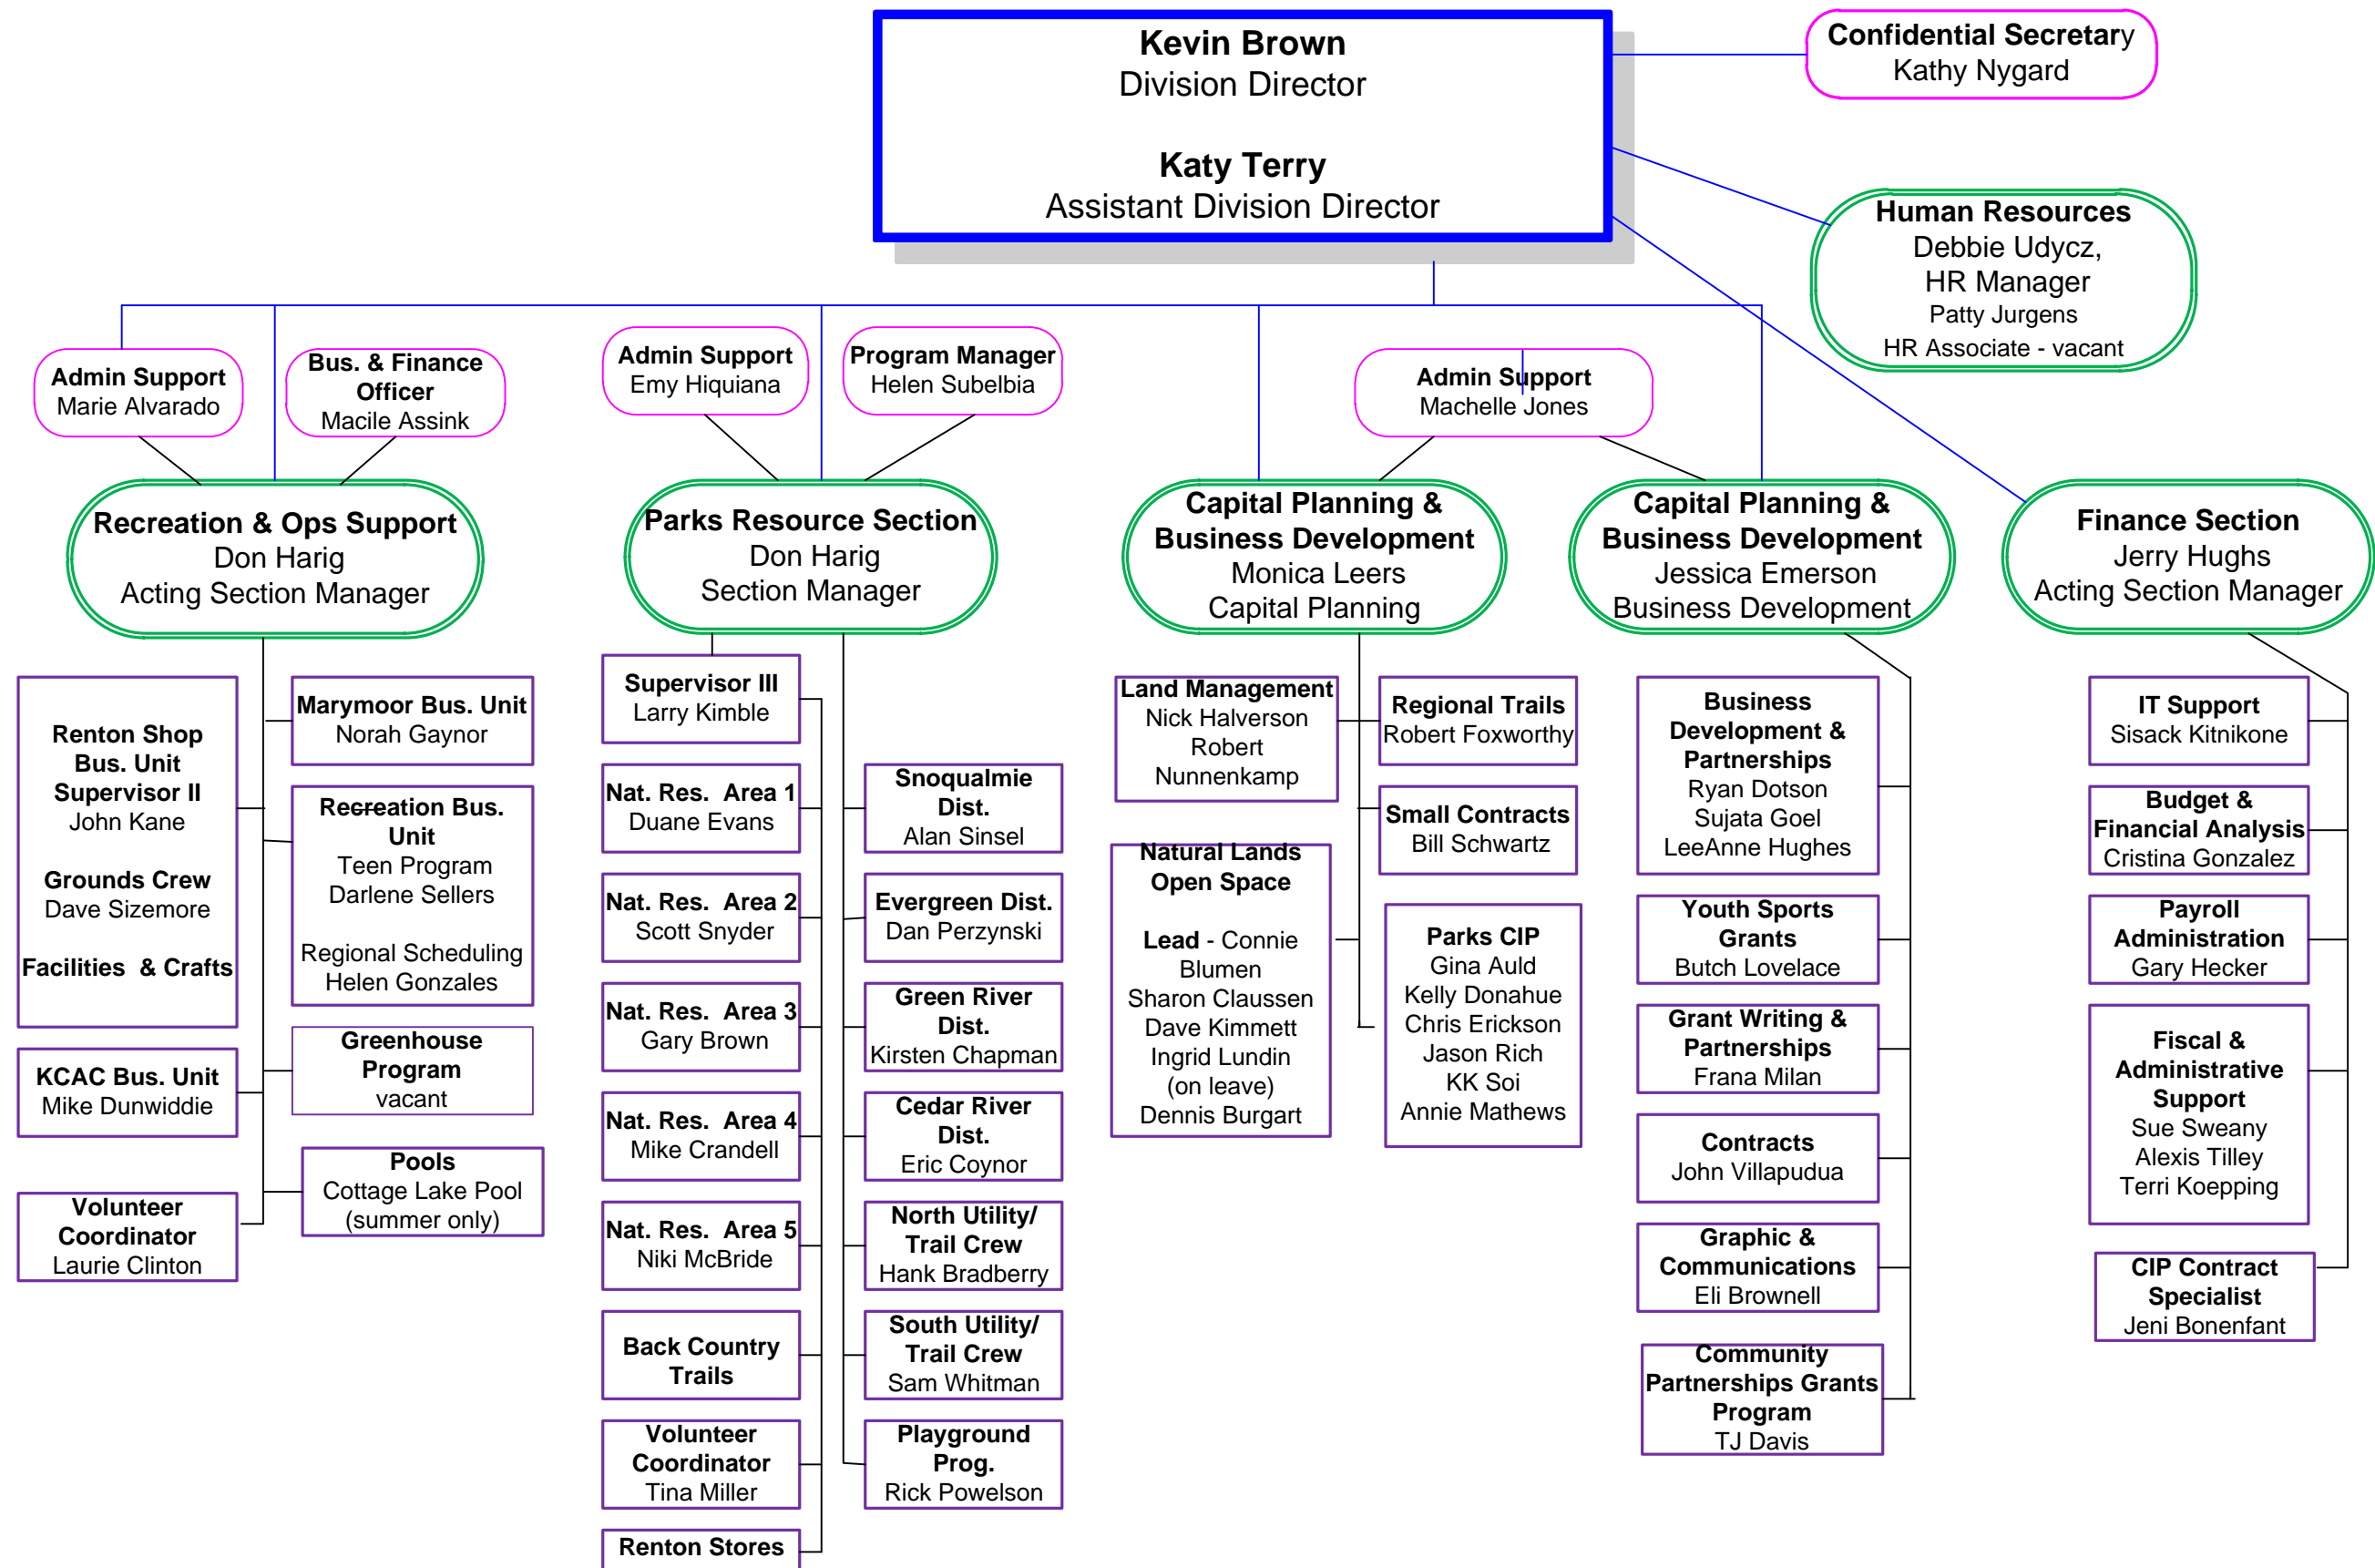 Kevin Brown
Division Director
Katy Terry
Assistant Division Director
Confidential Secretary
Kathy Nygard
Human Resources
Debbie Udycz,
HR Manager
Patty Jurgens
HR Associate - vacant
Admin Support
Marie Alvarado
Bus. & Finance
Officer
Macile Assink
Admin Support
Emy Hiquiana
Program Manager
Helen Subelbia
Admin Support
Machelle Jones
Recreation & Ops Support
Don Harig
Acting Section Manager
Parks Resource Section
Don Harig
Section Manager
Capital Planning &
Business Development
Monica Leers
Capital Planning
Capital Planning &
Business Development
Jessica Emerson
Business Development
Finance Section
Jerry Hughs
Acting Section Manager
Renton Shop
Bus. Unit
Supervisor II
John Kane
Grounds Crew
Dave Sizemore
Facilities & Crafts
KCAC Bus. Unit
Mike Dunwiddie
Volunteer
Coordinator
Laurie Clinton
Marymoor Bus. Unit
Norah Gaynor
Recreation Bus.
Unit
Teen Program
Darlene Sellers
Regional Scheduling
Helen Gonzales
Greenhouse
Program
vacant
Pools
Cottage Lake Pool
(summer only)
Supervisor III
Larry Kimble
Nat. Res. Area 1
Duane Evans
Nat. Res. Area 2
Scott Snyder
Nat. Res. Area 3
Gary Brown
Nat. Res. Area 4
Mike Crandell
Nat. Res. Area 5
Niki McBride
Back Country
Trails
Volunteer
Coordinator
Tina Miller
Renton Stores
Snoqualmie
Dist.
Alan Sinsel
Evergreen Dist.
Dan Perzynski
Green River
Dist.
Kirsten Chapman
Cedar River
Dist.
Eric Coynor
North Utility/
Trail Crew
Hank Bradberry
South Utility/
Trail Crew
Sam Whitman
Playground
Prog.
Rick Powelson
Land Management
Nick Halverson
Robert
Nunnenkamp
Natural Lands
Open Space
Lead - Connie
Blumen
Sharon Claussen
Dave Kimmett
Ingrid Lundin
(on leave)
Dennis Burgart
Regional Trails
Robert Foxworthy
Small Contracts
Bill Schwartz
Parks CIP
Gina Auld
Kelly Donahue
Chris Erickson
Jason Rich
KK Soi
Annie Mathews
Business
Development &
Partnerships
Ryan Dotson
Sujata Goel
LeeAnne Hughes
Youth Sports
Grants
Butch Lovelace
Grant Writing &
Partnerships
Frana Milan
Contracts
John Villapudua
Graphic &
Communications
Eli Brownell
Community
Partnerships Grants
Program
TJ Davis
IT Support
Sisack Kitnikone
Budget &
Financial Analysis
Cristina Gonzalez
Payroll
Administration
Gary Hecker
Fiscal &
Administrative
Support
Sue Sweany
Alexis Tilley
Terri Koepping
CIP Contract
Specialist
Jeni Bonenfant